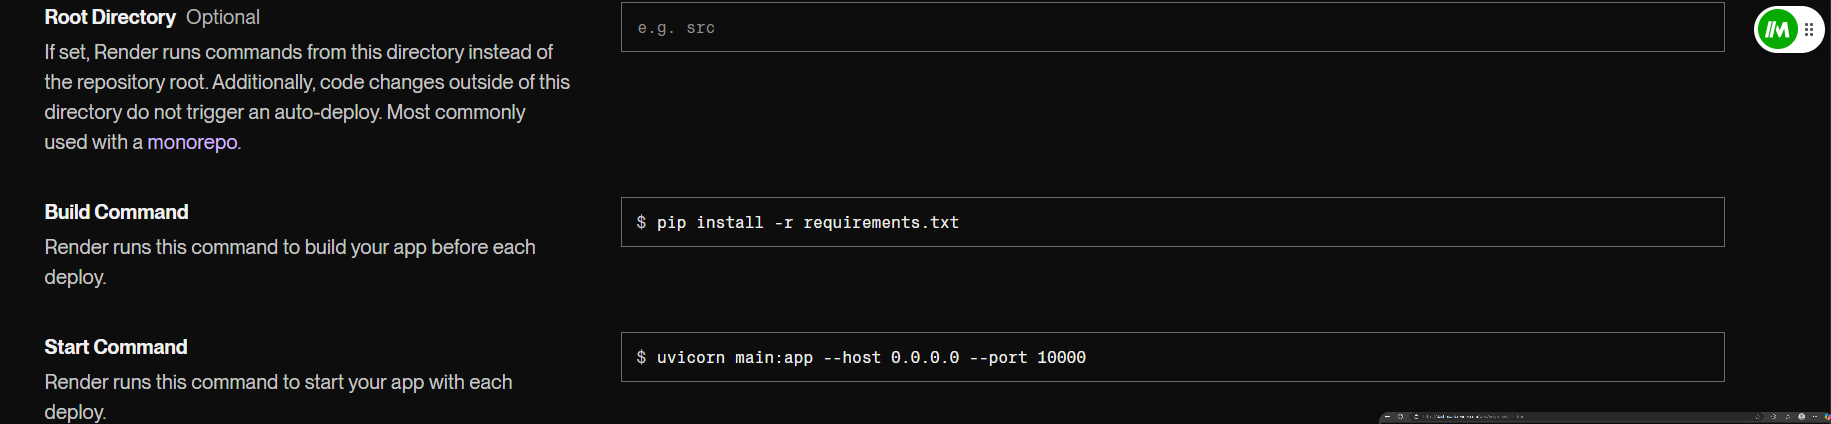 Root Directory Optional
e.g. src
If set, Render runs commands from this directory instead of
the repository root. Additionally, code changes outside of this
directory do not trigger an auto-deploy. Most commonly
used with a monorepo.
Build Command
$ pip install -r requirements.txt
Render runs this command to build your app before each
deploy.
Start Command
$ uvicorn main:app --host 0.0.0.0 --port 10000
Render runs this command to start your app with each
deploy.